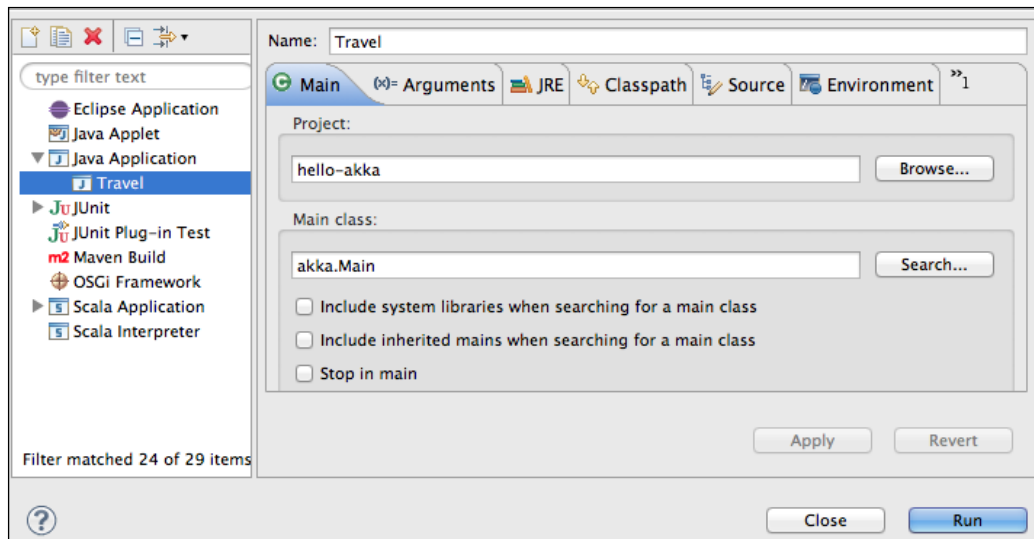 Name: Travel
type filter text
Main (x)= Arguments JRE Classpath Source Environment »1
Eclipse Application
Java Applet
Java Application
Travel
JUnit
JUnit Plug-in Test
Maven Build
OSGi Framework
Scala Application
Scala Interpreter
Filter matched 24 of 29 items
Project:
hello-akka Browse...
Main class:
akka.Main Search...
Include system libraries when searching for a main class
Include inherited mains when searching for a main class
Stop in main
Apply Revert
? Close Run